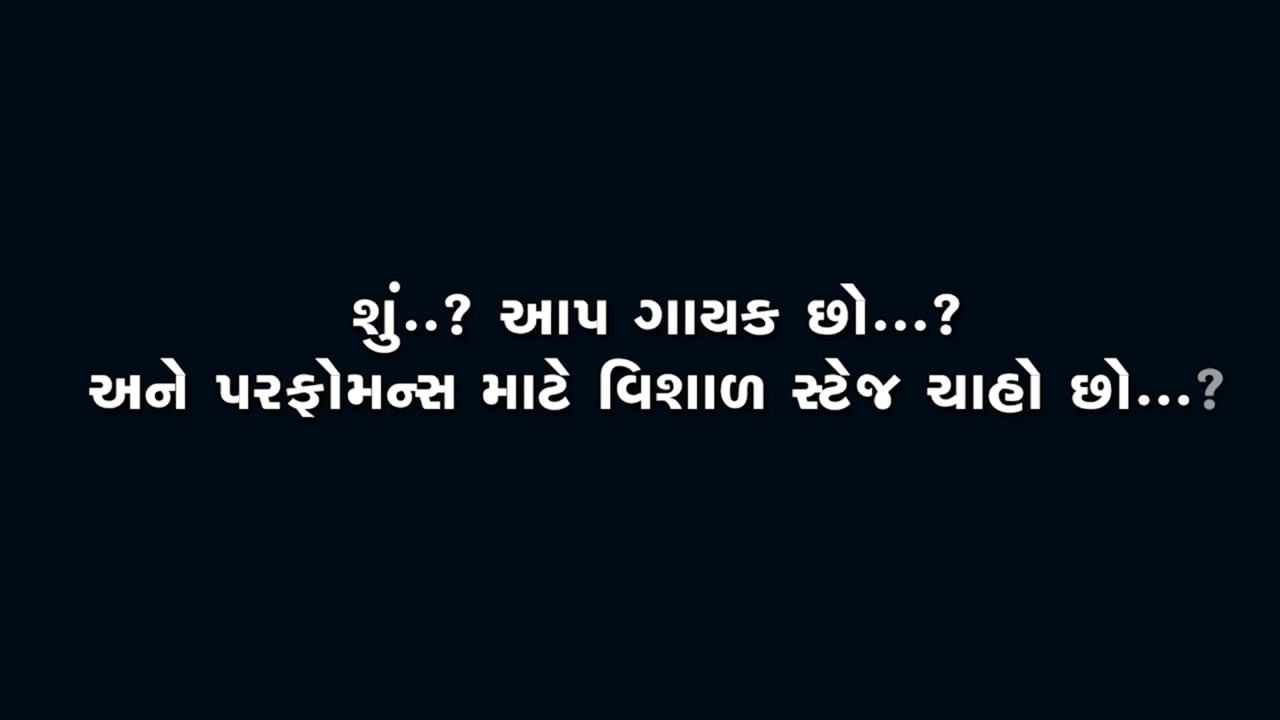 શું..? આપ ગાયક છો...?
અને પરફોમન્સ માટે વિશાળ સ્ટેજ ચાહો છો...?